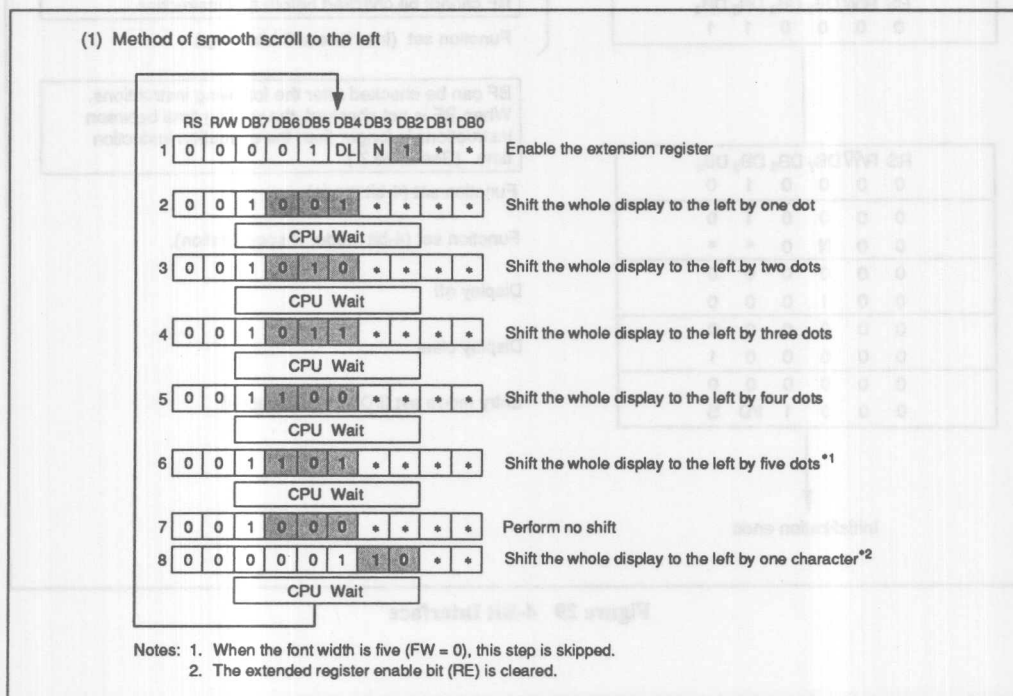 (1) Method of smooth scroll to the left
RS R/W DB7 DB6 DB5 DB4 DB3 DB2 DB1 DB0
1 0 0 0 0 1 DL N 1 * * Enable the extension register
2 0 0 1 0 0 1 * * * * Shift the whole display to the left by one dot
CPU Wait
3 0 0 1 0 1 0 * * * * Shift the whole display to the left by two dots
CPU Wait
4 0 0 1 0 1 1 * * * * Shift the whole display to the left by three dots
CPU Wait
5 0 0 1 1 0 0 * * * * Shift the whole display to the left by four dots
CPU Wait
6 0 0 1 1 0 1 * * * * Shift the whole display to the left by five dots*1
CPU Wait
7 0 0 1 0 0 0 * * * * Perform no shift
8 0 0 0 0 0 1 1 0 * * Shift the whole display to the left by one character*2
CPU Wait
Notes: 1. When the font width is five (FW = 0), this step is skipped.
2. The extended register enable bit (RE) is cleared.